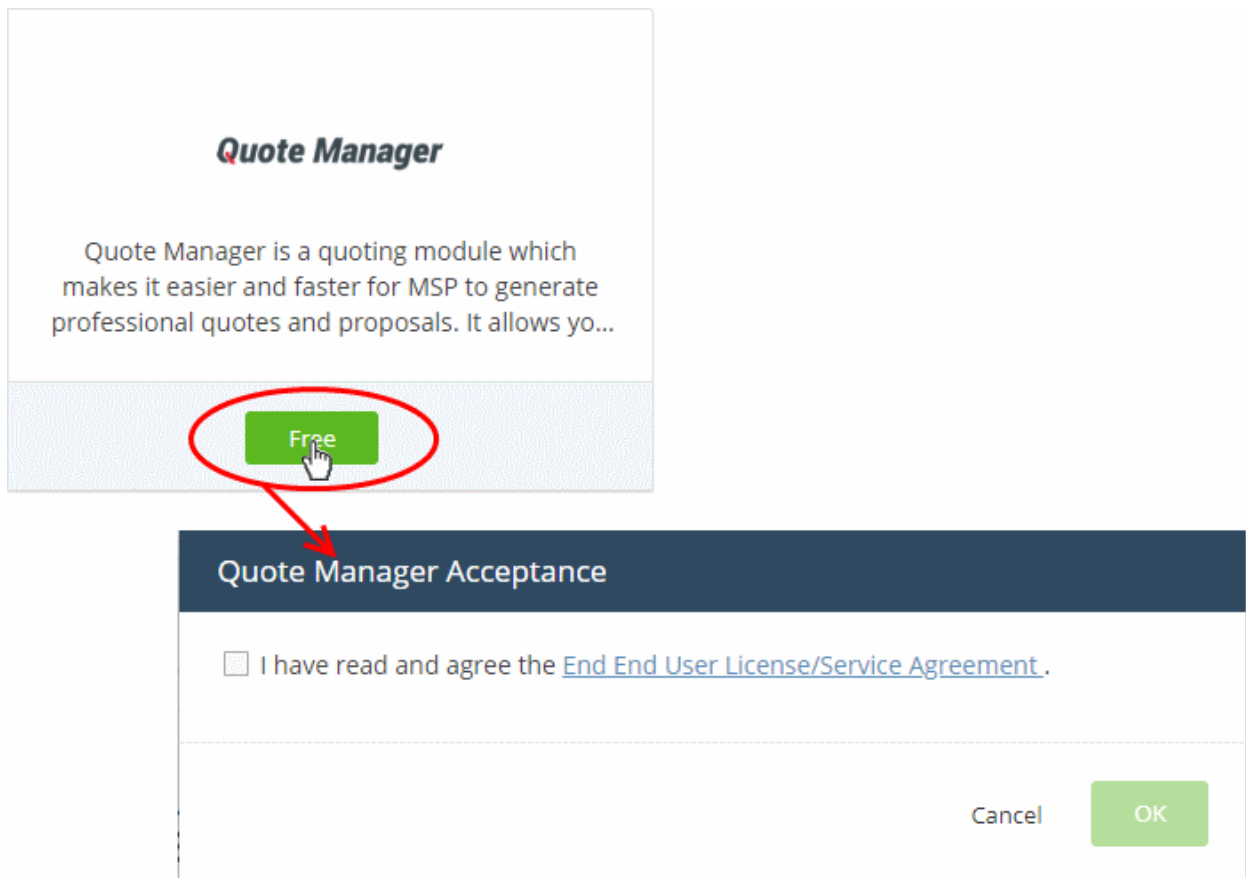 Quote Manager
Quote Manager is a quoting module which
makes it easier and faster for MSP to generate
professional quotes and proposals. It allows yo...
Free
Quote Manager Acceptance
I have read and agree the End End User License/Service Agreement .
Cancel OK